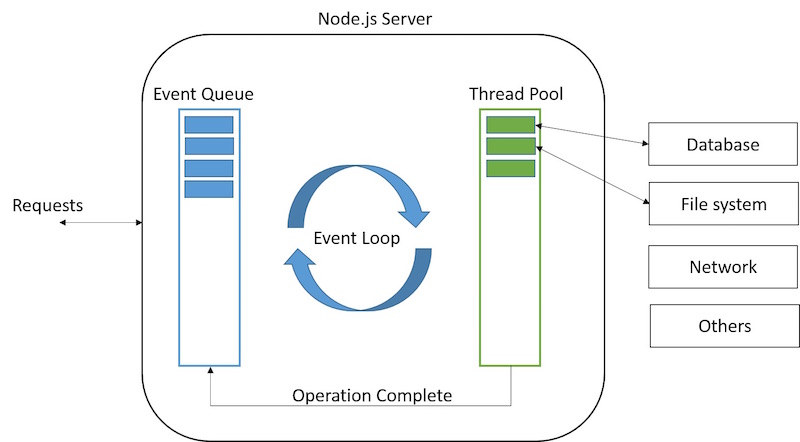 Node.js Server
Event Queue
Thread Pool
Database
Requests
File system
Event Loop
Network
Others
Operation Complete